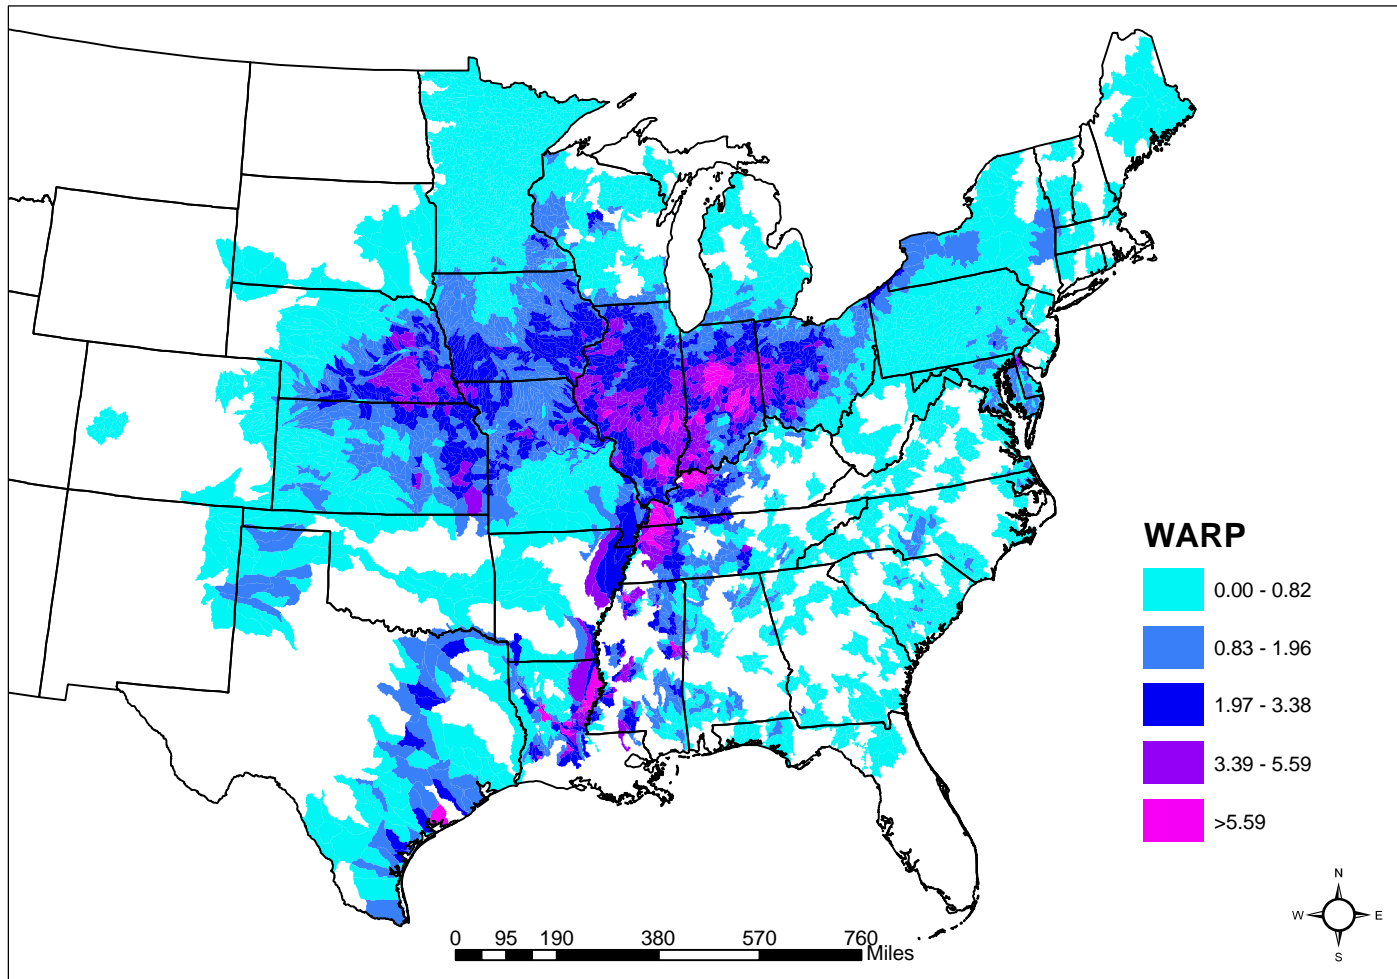 WARP
0.00 - 0.82
0.83 - 1.96
1.97 - 3.38
3.39 - 5.59
>5.59
N
W E
S
0 95 190 380 570 760
Miles